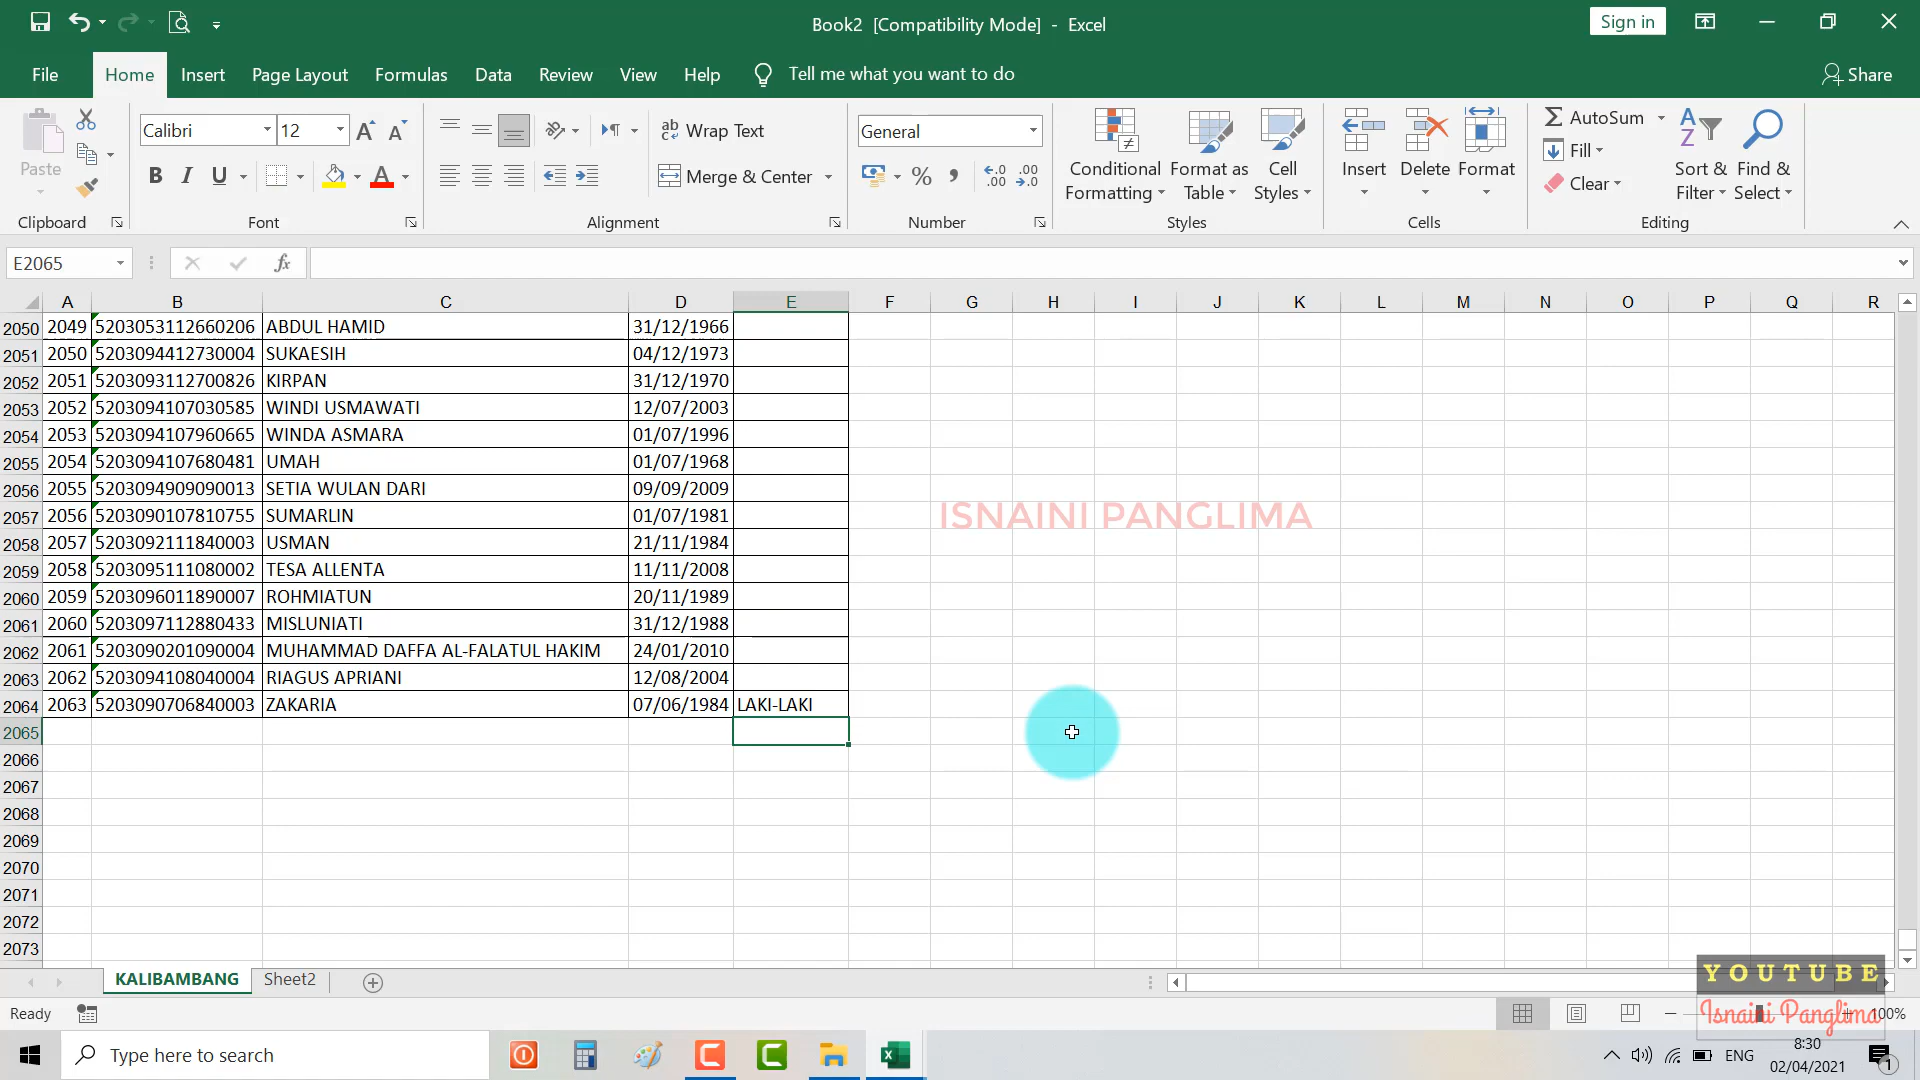 Book2 [Compatibility Mode] - Excel
Sign in
File Home Insert Page Layout Formulas Data Review View Help Tell me what you want to do Share
Paste
Clipboard
Calibri 12
A A
B I U
Font
ab Wrap Text
Merge & Center
Alignment
General
%
Number
Conditional Formatting
Format as Table
Cell Styles
Styles
Insert
Delete
Format
Cells
AutoSum
Fill
Clear
Sort & Filter
Find & Select
Editing
E2065
fx
A B C D E F G H I J K L M N O P Q R
2050 2049 5203053112660206 ABDUL HAMID 31/12/1966
2051 2050 5203094412730004 SUKAESIH 04/12/1973
2052 2051 5203093112700826 KIRPAN 31/12/1970
2053 2052 5203094107030585 WINDI USMAWATI 12/07/2003
2054 2053 5203094107960665 WINDA ASMARA 01/07/1996
2055 2054 5203094107680481 UMAH 01/07/1968
2056 2055 5203094909090013 SETIA WULAN DARI 09/09/2009
2057 2056 5203090107810755 SUMARLIN 01/07/1981
2058 2057 5203092111840003 USMAN 21/11/1984
2059 2058 5203095111080002 TESA ALLENTA 11/11/2008
2060 2059 5203096011890007 ROHMIATUN 20/11/1989
2061 2060 5203097112880433 MISLUNIATI 31/12/1988
2062 2061 5203090201090004 MUHAMMAD DAFFA AL-FALATUL HAKIM 24/01/2010
2063 2062 5203094108040004 RIAGUS APRIANI 12/08/2004
2064 2063 5203090706840003 ZAKARIA 07/06/1984 LAKI-LAKI
2065
2066
2067
2068
2069
2070
2071
2072
2073
ISNAINI PANGLIMA
KALIBAMBANG Sheet2
YOUTUBE
Isnaini Panglima
Ready
100%
Type here to search
ENG
8:30
02/04/2021
1